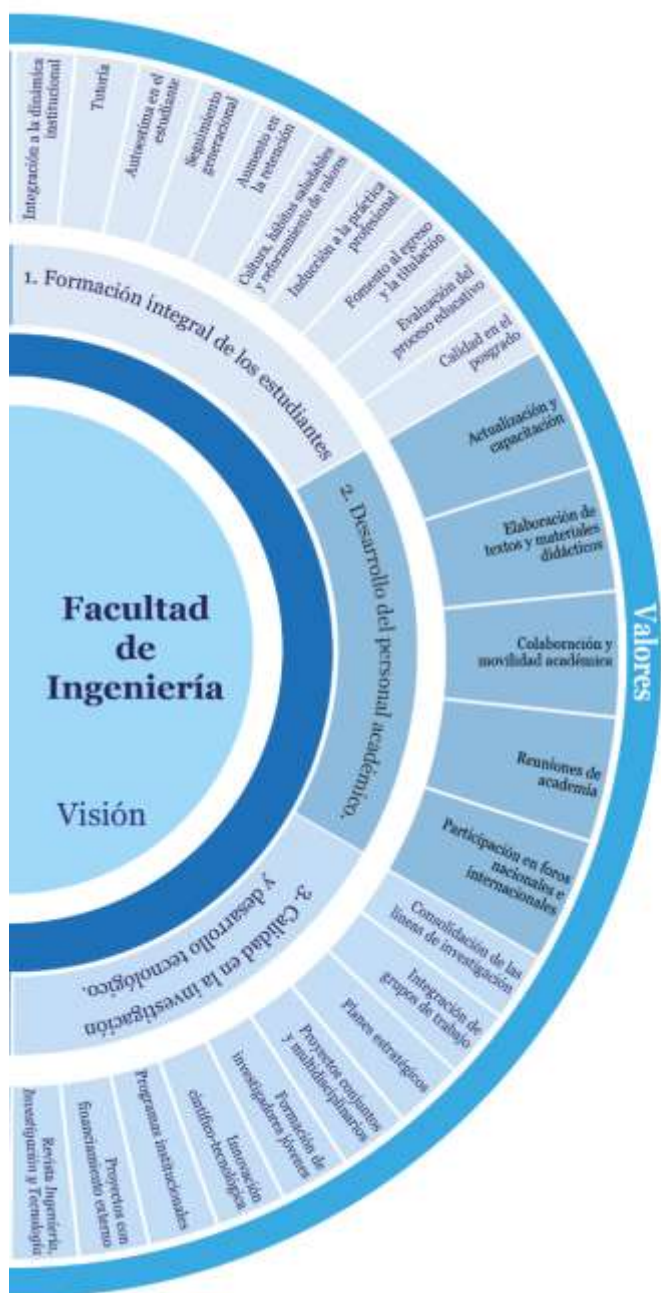 Facultad
de
Ingeniería
Visión
Valores
1. Formación integral de los estudiantes
Integración a la dinámica
institucional
Tutoría
Autoestima en el
estudiante
Seguimiento
generacional
Aumento en
la retención
Cultura, hábitos saludables
y reforzamiento de valores
Inducción a la práctica
profesional
Fomento al egreso
y la titulación
Evaluación del
proceso educativo
Calidad en el
posgrado
2. Desarrollo del personal académico.
Actualización y
capacitación
Elaboración de
textos y materiales
didácticos
Colaboración y
movilidad académica
Reuniones de
academia
Participación en foros
nacionales e
internacionales
3. Calidad en la investigación
y desarrollo tecnológico.
Consolidación de las
líneas de investigación
Integración de
grupos de trabajo
Planes estratégicos
Proyectos conjuntos
y multidisciplinarios
Formación de
investigadores jóvenes
Innovación
científico-tecnológica
Programas institucionales
Proyectos con
financiamiento externo
Revista Ingeniería,
Investigación y Tecnología